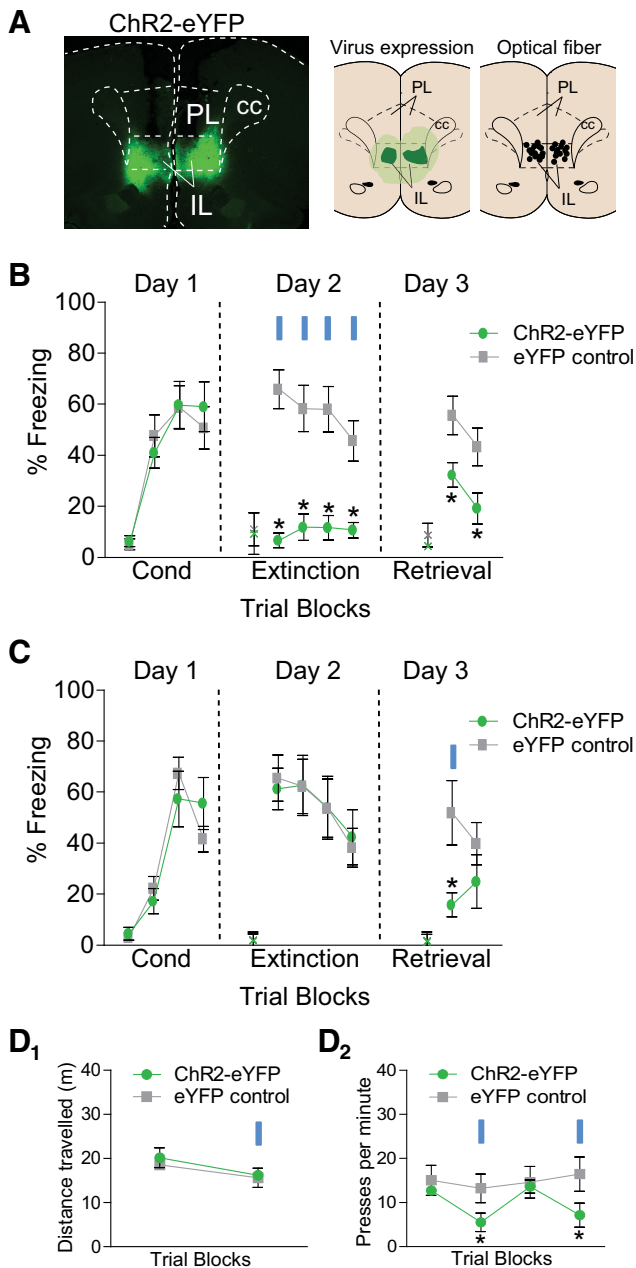 A
ChR2-eYFP
PL
cc
IL
Virus expression
PL
cc
IL
Optical fiber
PL
cc
IL
B
Day 1
Day 2
Day 3
100
80
60
40
20
0
% Freezing
ChR2-eYFP
eYFP control
* * * *
* *
Cond
Extinction
Retrieval
Trial Blocks
C
Day 1
Day 2
Day 3
100
80
60
40
20
0
% Freezing
ChR2-eYFP
eYFP control
*
Cond
Extinction
Retrieval
Trial Blocks
D1
ChR2-eYFP
eYFP control
40
30
20
10
0
Distance travelled (m)
Trial Blocks
D2
ChR2-eYFP
eYFP control
40
30
20
10
0
Presses per minute
* *
Trial Blocks